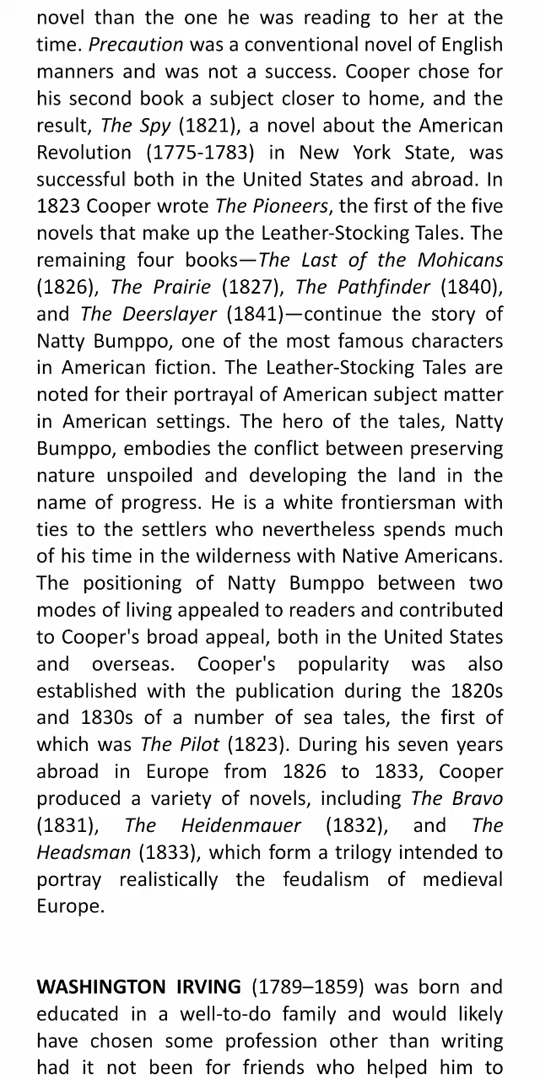 novel than the one he was reading to her at the
time. Precaution was a conventional novel of English
manners and was not a success. Cooper chose for
his second book a subject closer to home, and the
result, The Spy (1821), a novel about the American
Revolution (1775-1783) in New York State, was
successful both in the United States and abroad. In
1823 Cooper wrote The Pioneers, the first of the five
novels that make up the Leather-Stocking Tales. The
remaining four books—The Last of the Mohicans
(1826), The Prairie (1827), The Pathfinder (1840),
and The Deerslayer (1841)—continue the story of
Natty Bumppo, one of the most famous characters
in American fiction. The Leather-Stocking Tales are
noted for their portrayal of American subject matter
in American settings. The hero of the tales, Natty
Bumppo, embodies the conflict between preserving
nature unspoiled and developing the land in the
name of progress. He is a white frontiersman with
ties to the settlers who nevertheless spends much
of his time in the wilderness with Native Americans.
The positioning of Natty Bumppo between two
modes of living appealed to readers and contributed
to Cooper's broad appeal, both in the United States
and overseas. Cooper's popularity was also
established with the publication during the 1820s
and 1830s of a number of sea tales, the first of
which was The Pilot (1823). During his seven years
abroad in Europe from 1826 to 1833, Cooper
produced a variety of novels, including The Bravo
(1831), The Heidenmauer (1832), and The
Headsman (1833), which form a trilogy intended to
portray realistically the feudalism of medieval
Europe.
WASHINGTON IRVING (1789–1859) was born and
educated in a well-to-do family and would likely
have chosen some profession other than writing
had it not been for friends who helped him to